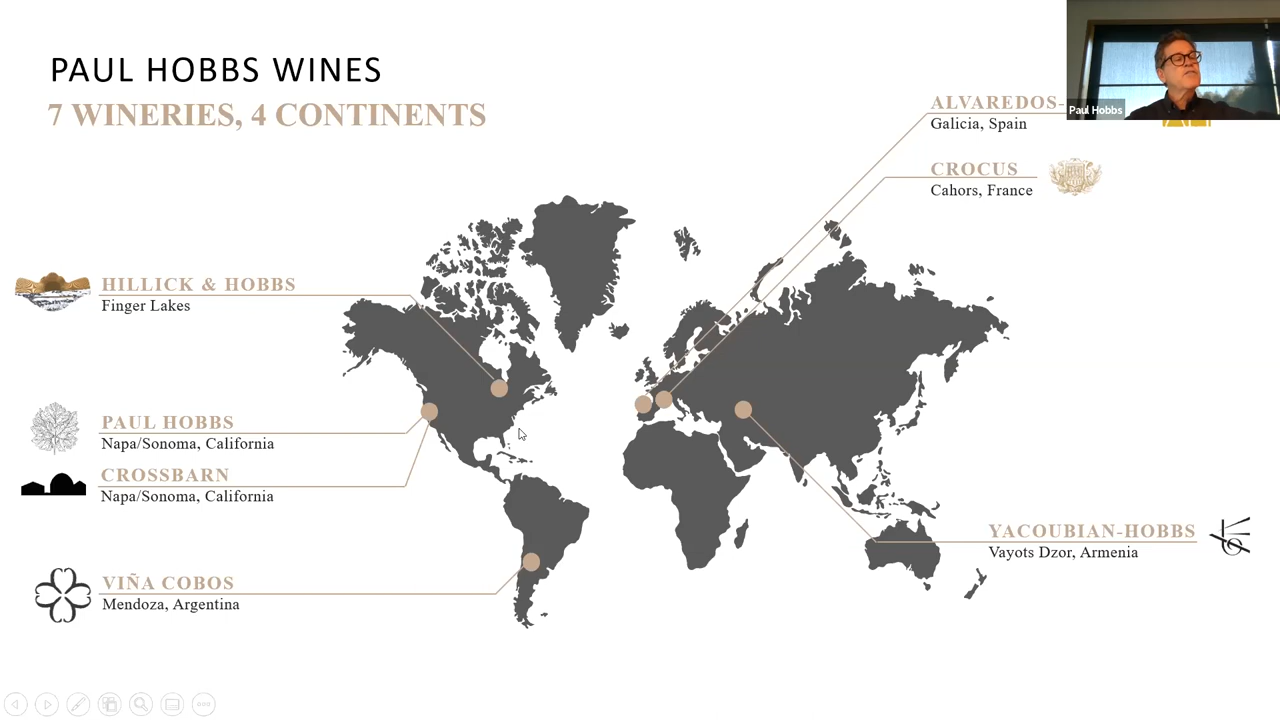 PAUL HOBBS WINES
7 WINERIES, 4 CONTINENTS
ALVAREDOS-
Galicia, Spain
Paul Hobbs
CROCUS
Cahors, France
HILLICK & HOBBS
Finger Lakes
PAUL HOBBS
Napa/Sonoma, California
CROSSBARN
Napa/Sonoma, California
YACOUBIAN-HOBBS
Vayots Dzor, Armenia
VIÑA COBOS
Mendoza, Argentina